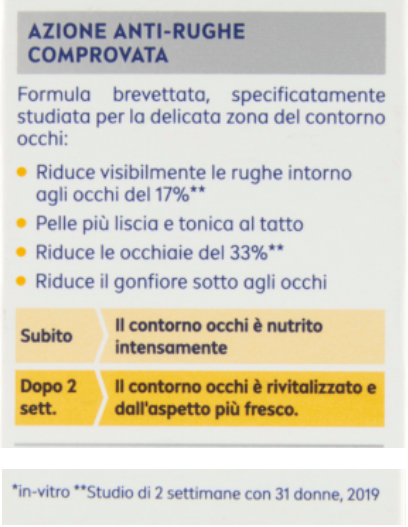 AZIONE ANTI-RUGHE
COMPROVATA
Formula brevettata, specificatamente
studiata per la delicata zona del contorno
occhi:
• Riduce visibilmente le rughe intorno
agli occhi del 17%**
• Pelle più liscia e tonica al tatto
• Riduce le occhiaie del 33%**
• Riduce il gonfiore sotto agli occhi
Subito
Il contorno occhi è nutrito
intensamente
Dopo 2
sett.
Il contorno occhi è rivitalizzato e
dall'aspetto più fresco.
*in-vitro **Studio di 2 settimane con 31 donne, 2019